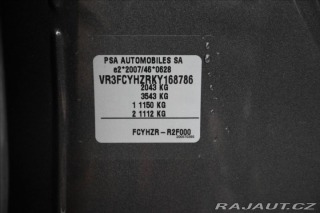 PSA AUTOMOBILES SA
e2*2007/46*0628
VR3FCYHZRKY168786
2043 KG
3543 KG
1 1150 KG
2 1112 KG
FCYHZR-R2F000
RAJAUT.CZ